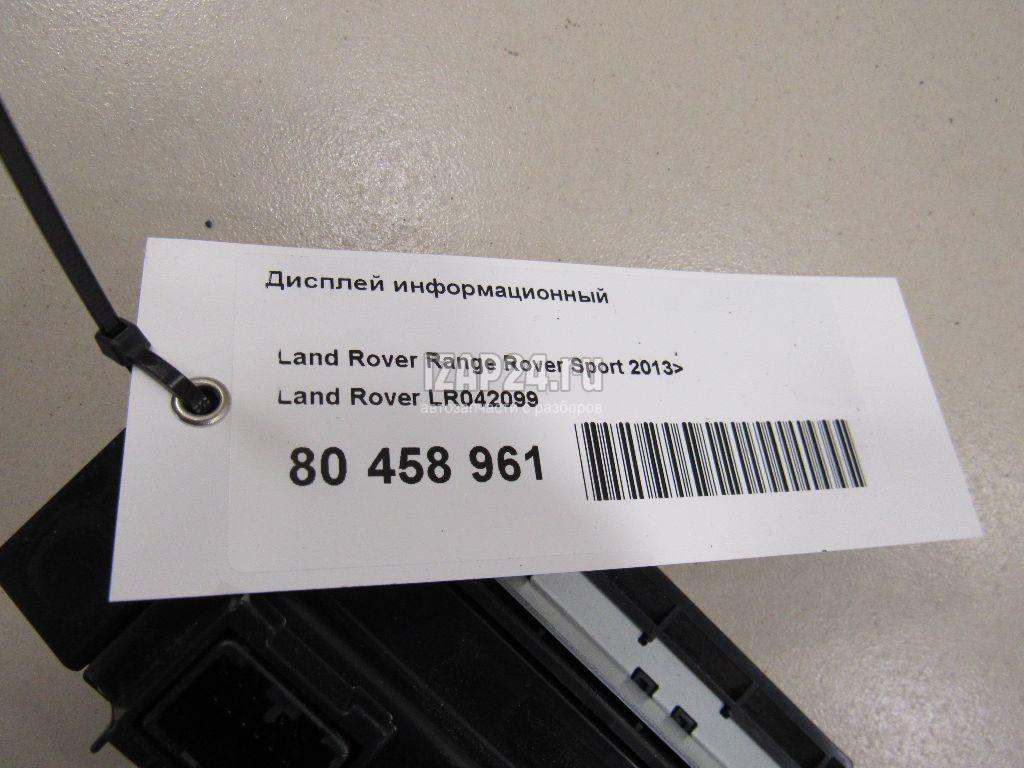 Дисплей информационный
Land Rover Range Rover Sport 2013>
IZAP24.ru
Land Rover LR042099
автозапчасти с разборов
80 458 961